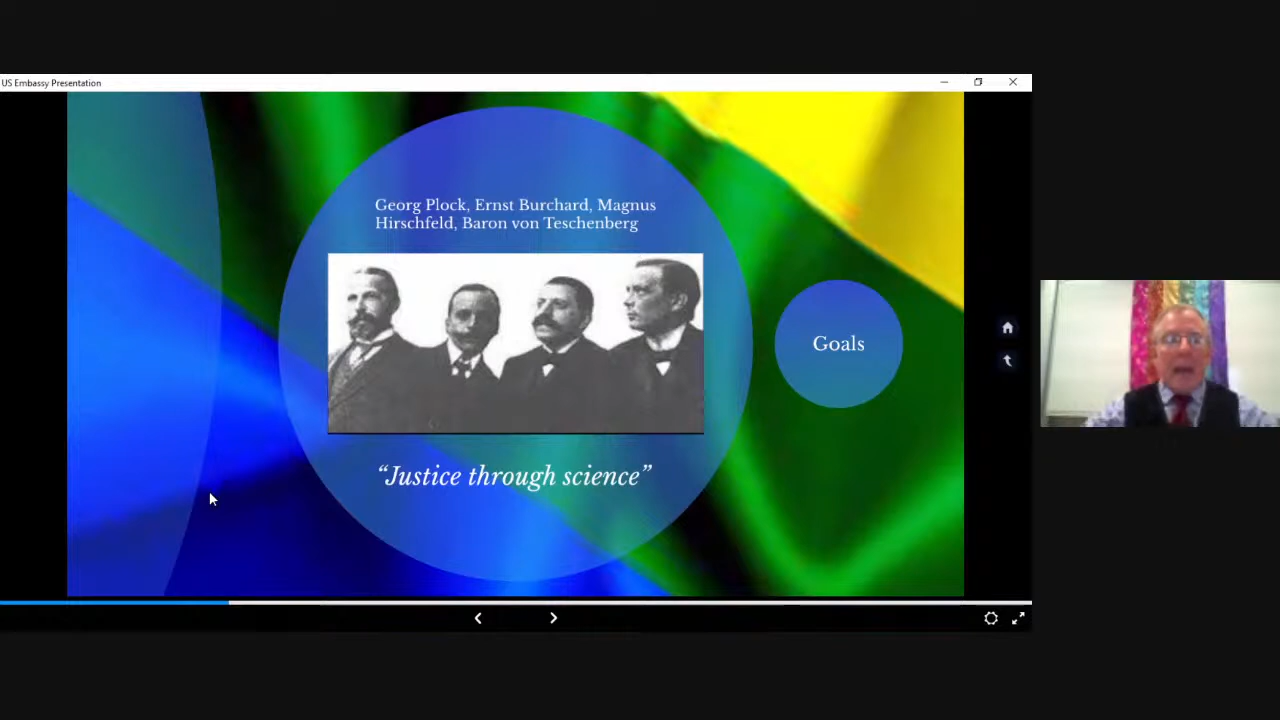 US Embassy Presentation
Georg Plock, Ernst Burchard, Magnus
Hirschfeld, Baron von Teschenberg
Goals
“Justice through science”